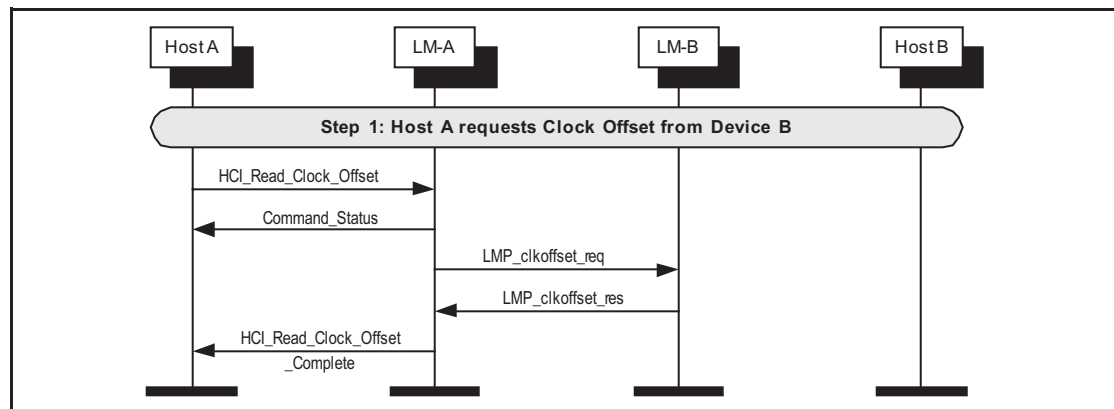 Host A
LM-A
LM-B
Host B
Step 1: Host A requests Clock Offset from Device B
HCI_Read_Clock_Offset
Command_Status
LMP_clkoffset_req
LMP_clkoffset_res
HCI_Read_Clock_Offset
_Complete